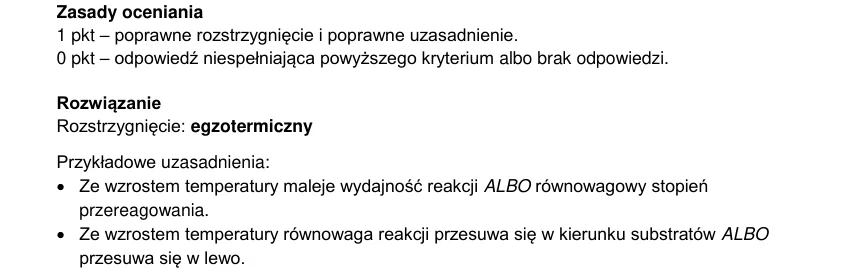 Zasady oceniania
1 pkt – poprawne rozstrzygnięcie i poprawne uzasadnienie.
0 pkt – odpowiedź niespełniająca powyższego kryterium albo brak odpowiedzi.
Rozwiązanie
Rozstrzygnięcie: egzotermiczny
Przykładowe uzasadnienia:
• Ze wzrostem temperatury maleje wydajność reakcji ALBO równowagowy stopień
przereagowania.
• Ze wzrostem temperatury równowaga reakcji przesuwa się w kierunku substratów ALBO
przesuwa się w lewo.